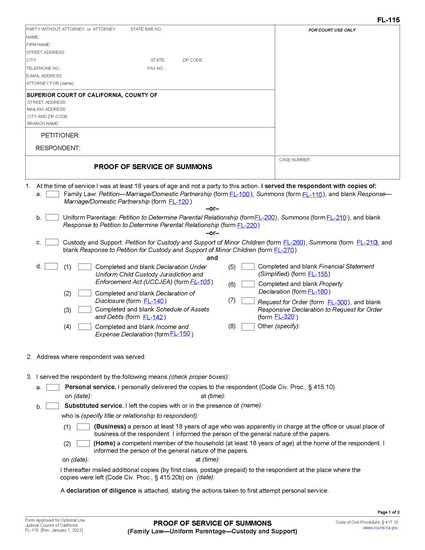 FL-115
PARTY WITHOUT ATTORNEY or ATTORNEY STATE BAR NO.:
FOR COURT USE ONLY
NAME:
FIRM NAME:
STREET ADDRESS:
CITY: STATE: ZIP CODE:
TELEPHONE NO.: FAX NO.:
E-MAIL ADDRESS:
ATTORNEY FOR (name):
SUPERIOR COURT OF CALIFORNIA, COUNTY OF
STREET ADDRESS:
MAILING ADDRESS:
CITY AND ZIP CODE:
BRANCH NAME:
PETITIONER:
RESPONDENT:
PROOF OF SERVICE OF SUMMONS
CASE NUMBER:
1. At the time of service I was at least 18 years of age and not a party to this action. I served the respondent with copies of:
a. Family Law: Petition—Marriage/Domestic Partnership (form FL-100), Summons (form FL-110), and blank Response—
Marriage/Domestic Partnership (form FL-120)
–or–
b. Uniform Parentage: Petition to Determine Parental Relationship (form FL-200), Summons (form FL-210), and blank
Response to Petition to Determine Parental Relationship (form FL-220)
–or–
c. Custody and Support: Petition for Custody and Support of Minor Children (form FL-260), Summons (form FL-210), and
blank Response to Petition for Custody and Support of Minor Children (form FL-270)
and
d. (1) Completed and blank Declaration Under
Uniform Child Custody Jurisdiction and
Enforcement Act (UCCJEA) (form FL-105)
(2) Completed and blank Declaration of
Disclosure (form FL-140)
(3) Completed and blank Schedule of Assets
and Debts (form FL-142)
(4) Completed and blank Income and
Expense Declaration (form FL-150)
(5) Completed and blank Financial Statement
(Simplified) (form FL-155)
(6) Completed and blank Property
Declaration (form FL-160)
(7) Request for Order (form FL-300), and blank
Responsive Declaration to Request for Order
(form FL-320)
(8) Other (specify):
2. Address where respondent was served:
3. I served the respondent by the following means (check proper boxes):
a. Personal service. I personally delivered the copies to the respondent (Code Civ. Proc., § 415.10)
on (date): at (time):
b. Substituted service. I left the copies with or in the presence of (name):
who is (specify title or relationship to respondent):
(1) (Business) a person at least 18 years of age who was apparently in charge at the office or usual place of
business of the respondent. I informed the person of the general nature of the papers.
(2) (Home) a competent member of the household (at least 18 years of age) at the home of the respondent. I
informed the person of the general nature of the papers.
on (date): at (time):
I thereafter mailed additional copies (by first class, postage prepaid) to the respondent at the place where the
copies were left (Code Civ. Proc., § 415.20b) on (date):
A declaration of diligence is attached, stating the actions taken to first attempt personal service.
Page 1 of 2
Form Approved for Optional Use
Judicial Council of California
FL-115 [Rev. January 1, 2021]
PROOF OF SERVICE OF SUMMONS
(Family Law—Uniform Parentage—Custody and Support)
Code of Civil Procedure, § 417.10
www.courts.ca.gov